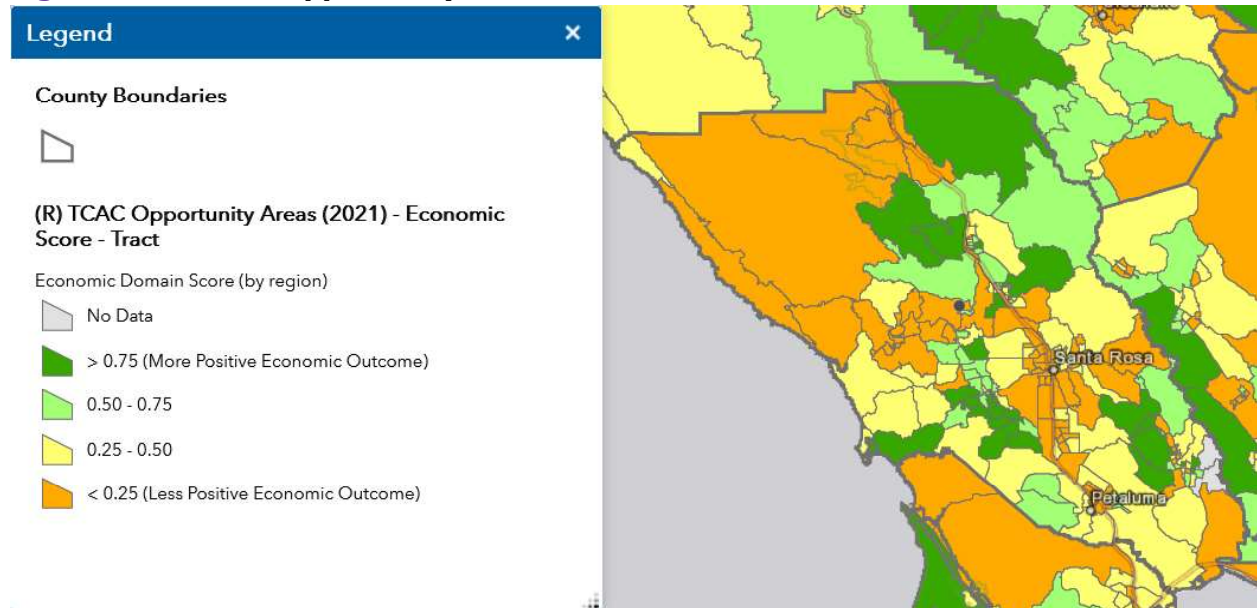 Legend ×
County Boundaries
(R) TCAC Opportunity Areas (2021) - Economic
Score - Tract
Economic Domain Score (by region)
No Data
> 0.75 (More Positive Economic Outcome)
0.50 - 0.75
0.25 - 0.50
< 0.25 (Less Positive Economic Outcome)
Santa Rosa
Petaluma